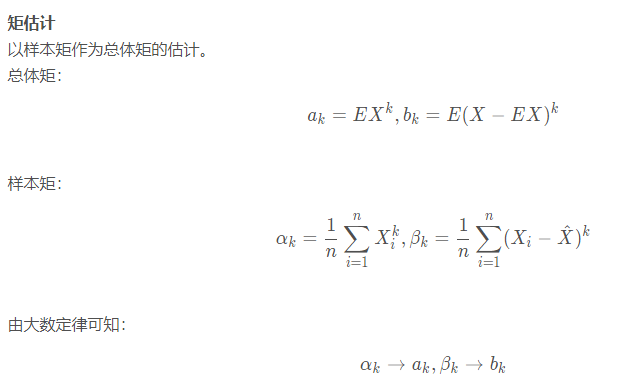 矩估计
以样本矩作为总体矩的估计。
总体矩：
$a_k = EX^k, b_k = E(X - EX)^k$
样本矩：
$\alpha_k = \frac{1}{n} \sum_{i=1}^{n} X_i^k, \beta_k = \frac{1}{n} \sum_{i=1}^{n} (X_i - \hat{X})^k$
由大数定律可知：
$\alpha_k \to a_k, \beta_k \to b_k$